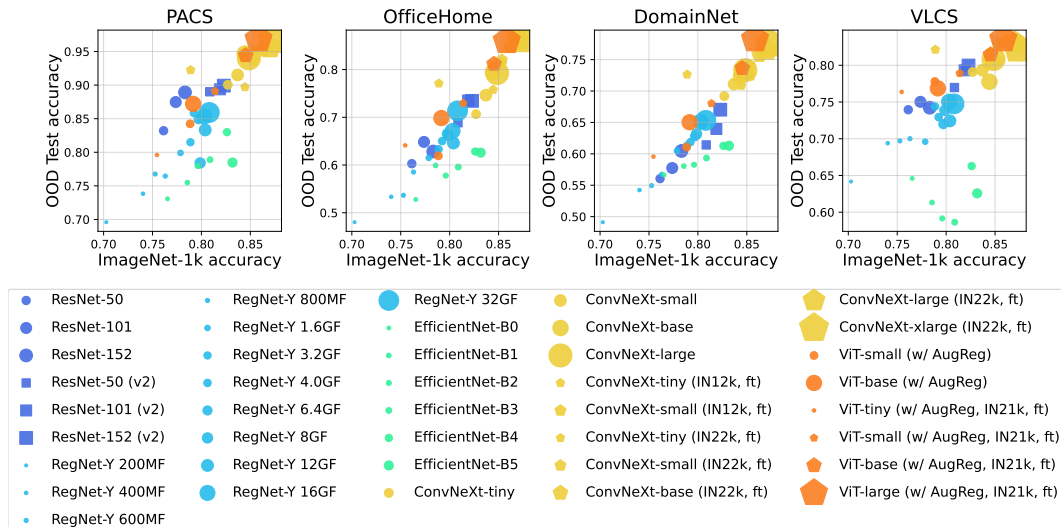 PACS
OfficeHome
DomainNet
VLCS
OOD Test accuracy
0.95
0.90
0.85
0.80
0.75
0.70
0.70 0.75 0.80 0.85
ImageNet-1k accuracy
OOD Test accuracy
0.8
0.7
0.6
0.5
0.70 0.75 0.80 0.85
ImageNet-1k accuracy
OOD Test accuracy
0.75
0.70
0.65
0.60
0.55
0.50
0.70 0.75 0.80 0.85
ImageNet-1k accuracy
OOD Test accuracy
0.80
0.75
0.70
0.65
0.60
0.70 0.75 0.80 0.85
ImageNet-1k accuracy
ResNet-50
ResNet-101
ResNet-152
ResNet-50 (v2)
ResNet-101 (v2)
ResNet-152 (v2)
RegNet-Y 200MF
RegNet-Y 400MF
RegNet-Y 600MF
RegNet-Y 800MF
RegNet-Y 1.6GF
RegNet-Y 3.2GF
RegNet-Y 4.0GF
RegNet-Y 6.4GF
RegNet-Y 8GF
RegNet-Y 12GF
RegNet-Y 16GF
RegNet-Y 32GF
EfficientNet-B0
EfficientNet-B1
EfficientNet-B2
EfficientNet-B3
EfficientNet-B4
EfficientNet-B5
ConvNeXt-tiny
ConvNeXt-small
ConvNeXt-base
ConvNeXt-large
ConvNeXt-tiny (IN12k, ft)
ConvNeXt-small (IN12k, ft)
ConvNeXt-tiny (IN22k, ft)
ConvNeXt-small (IN22k, ft)
ConvNeXt-base (IN22k, ft)
ConvNeXt-large (IN22k, ft)
ConvNeXt-xlarge (IN22k, ft)
ViT-small (w/ AugReg)
ViT-base (w/ AugReg)
ViT-tiny (w/ AugReg, IN21k, ft)
ViT-small (w/ AugReg, IN21k, ft)
ViT-base (w/ AugReg, IN21k, ft)
ViT-large (w/ AugReg, IN21k, ft)